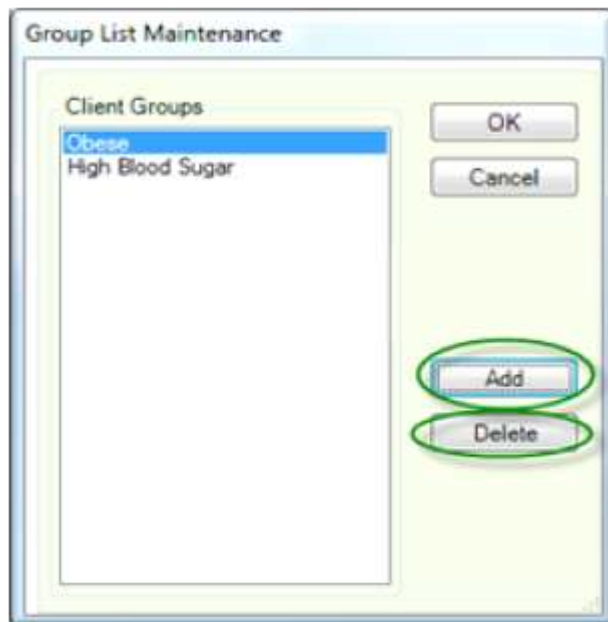 Group List Maintenance
Client Groups
Obese
High Blood Sugar
OK
Cancel
Add
Delete